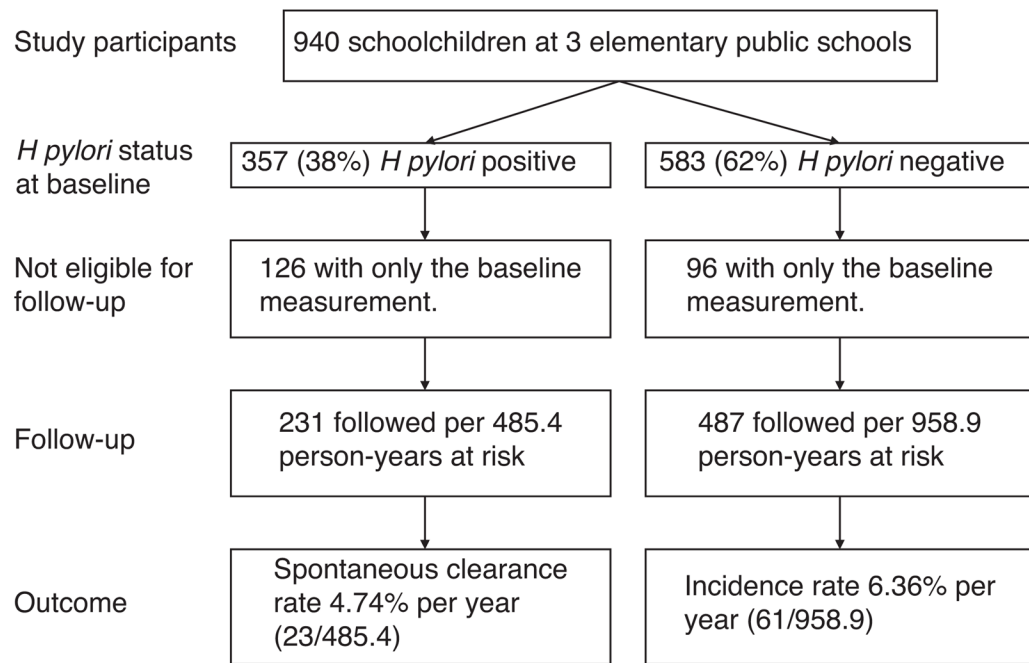 Study participants
940 schoolchildren at 3 elementary public schools
H pylori status
at baseline
357 (38%) H pylori positive
583 (62%) H pylori negative
Not eligible for
follow-up
126 with only the baseline
measurement.
96 with only the baseline
measurement.
Follow-up
231 followed per 485.4
person-years at risk
487 followed per 958.9
person-years at risk
Outcome
Spontaneous clearance
rate 4.74% per year
(23/485.4)
Incidence rate 6.36% per
year (61/958.9)